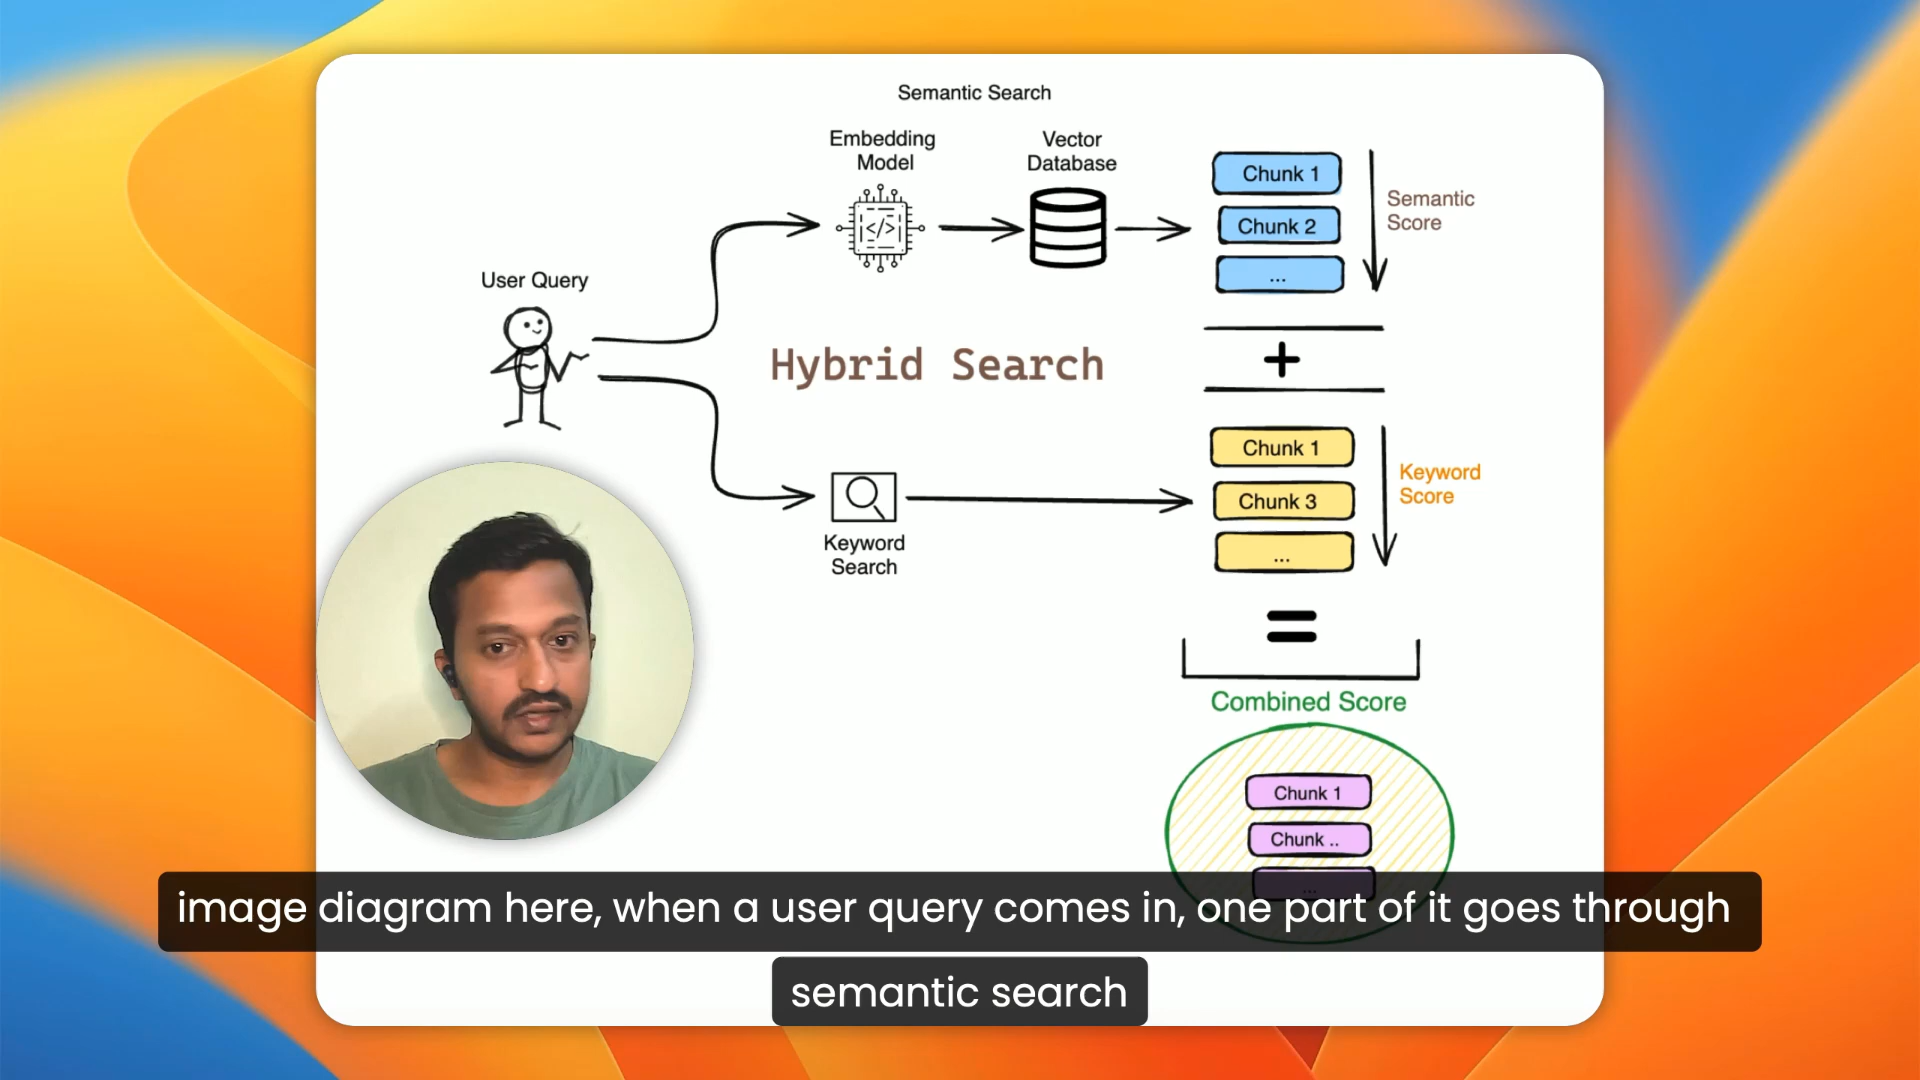 Semantic Search
Embedding
Model
Vector
Database
Chunk 1
Chunk 2
...
Semantic
Score
User Query
</>
Hybrid Search
+
Chunk 1
Chunk 3
...
Keyword
Score
Keyword
Search
=
Combined Score
Chunk 1
Chunk ..
...
image diagram here, when a user query comes in, one part of it goes through
semantic search